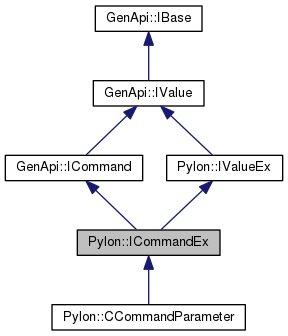 GenApi::IBase
GenApi::IValue
GenApi::ICommand
Pylon::IValueEx
Pylon::ICommandEx
Pylon::CCommandParameter